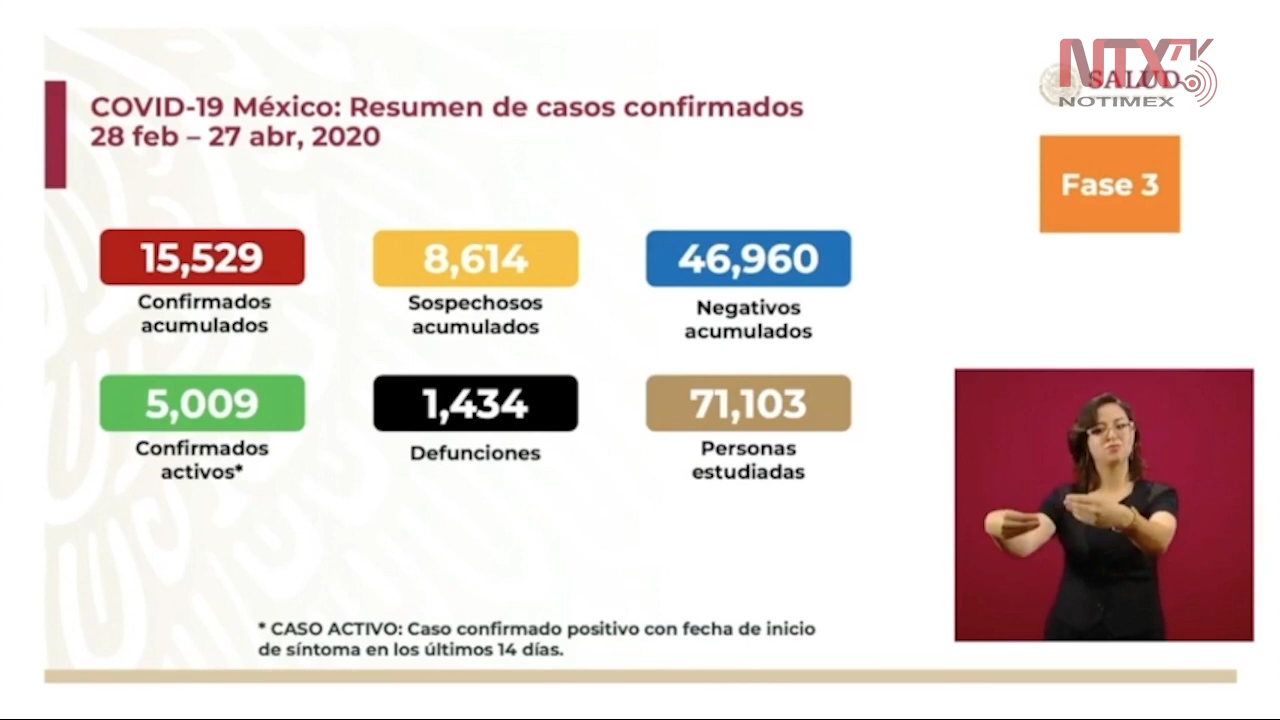 NTX
SALUD
NOTIMEX
COVID-19 México: Resumen de casos confirmados
28 feb – 27 abr, 2020
Fase 3
15,529
Confirmados
acumulados
8,614
Sospechosos
acumulados
46,960
Negativos
acumulados
5,009
Confirmados
activos*
1,434
Defunciones
71,103
Personas
estudiadas
* CASO ACTIVO: Caso confirmado positivo con fecha de inicio
de síntoma en los últimos 14 días.